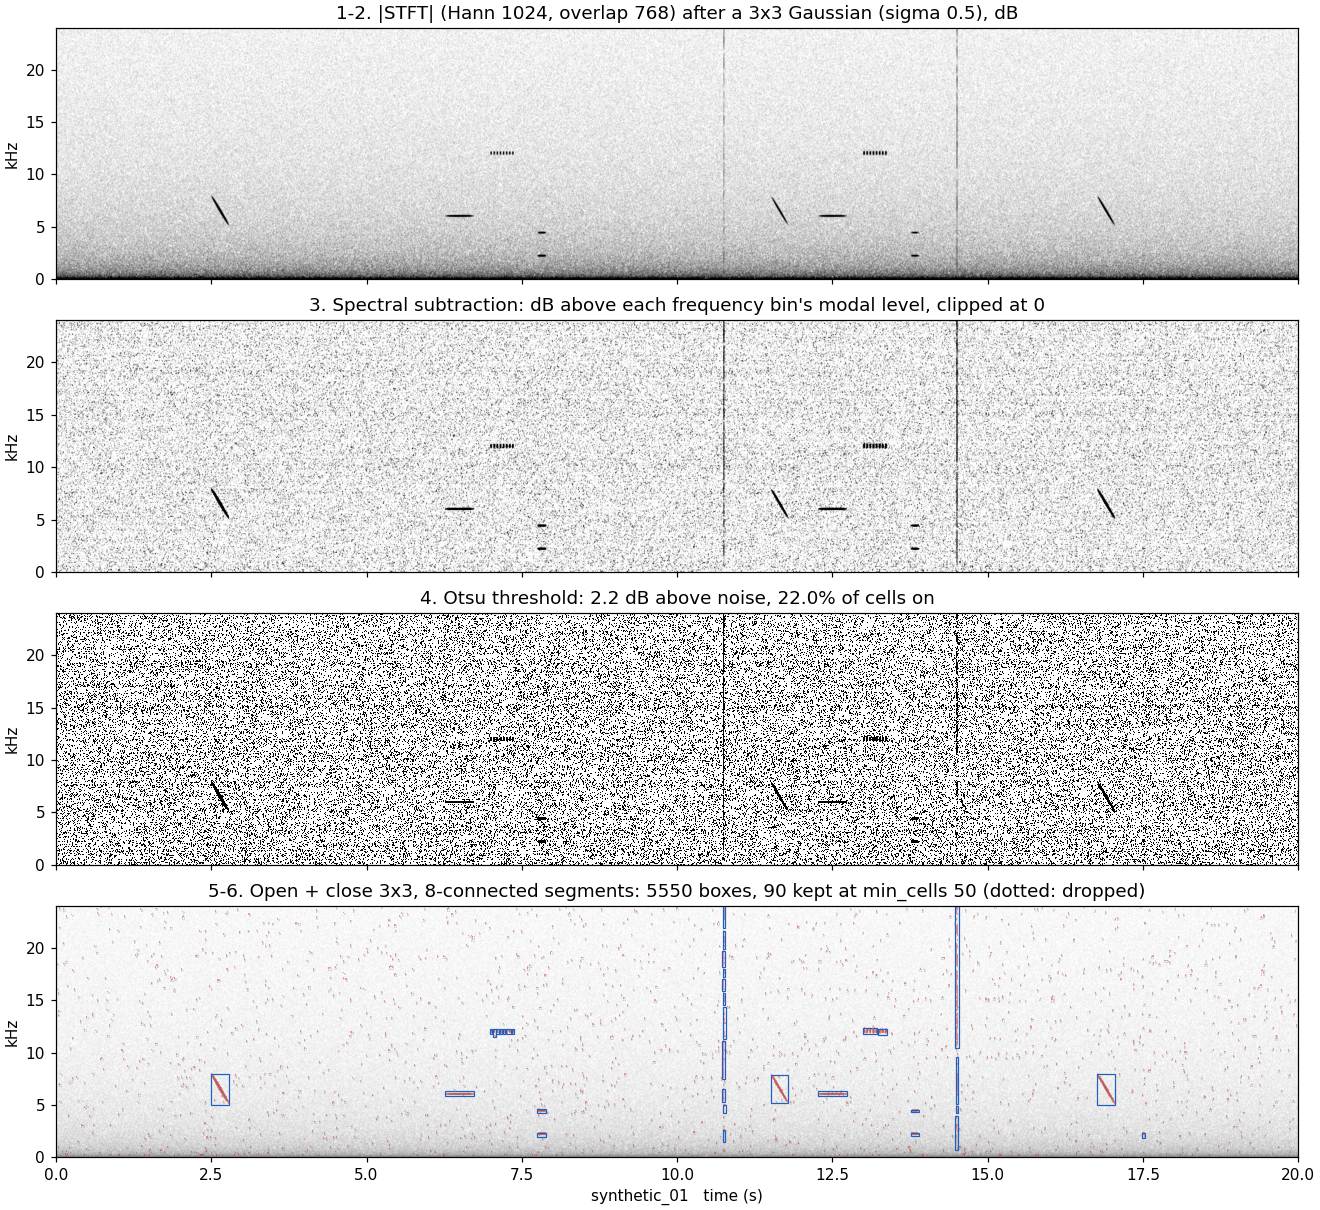 1-2. |STFT| (Hann 1024, overlap 768) after a 3x3 Gaussian (sigma 0.5), dB
20
15
kHz
10
5
0
3. Spectral subtraction: dB above each frequency bin's modal level, clipped at 0
20
15
kHz
10
5
0
4. Otsu threshold: 2.2 dB above noise, 22.0% of cells on
20
15
kHz
10
5
0
5-6. Open + close 3x3, 8-connected segments: 5550 boxes, 90 kept at min_cells 50 (dotted: dropped)
20
15
kHz
10
5
0
0.0 2.5 5.0 7.5 10.0 12.5 15.0 17.5 20.0
synthetic_01 time (s)